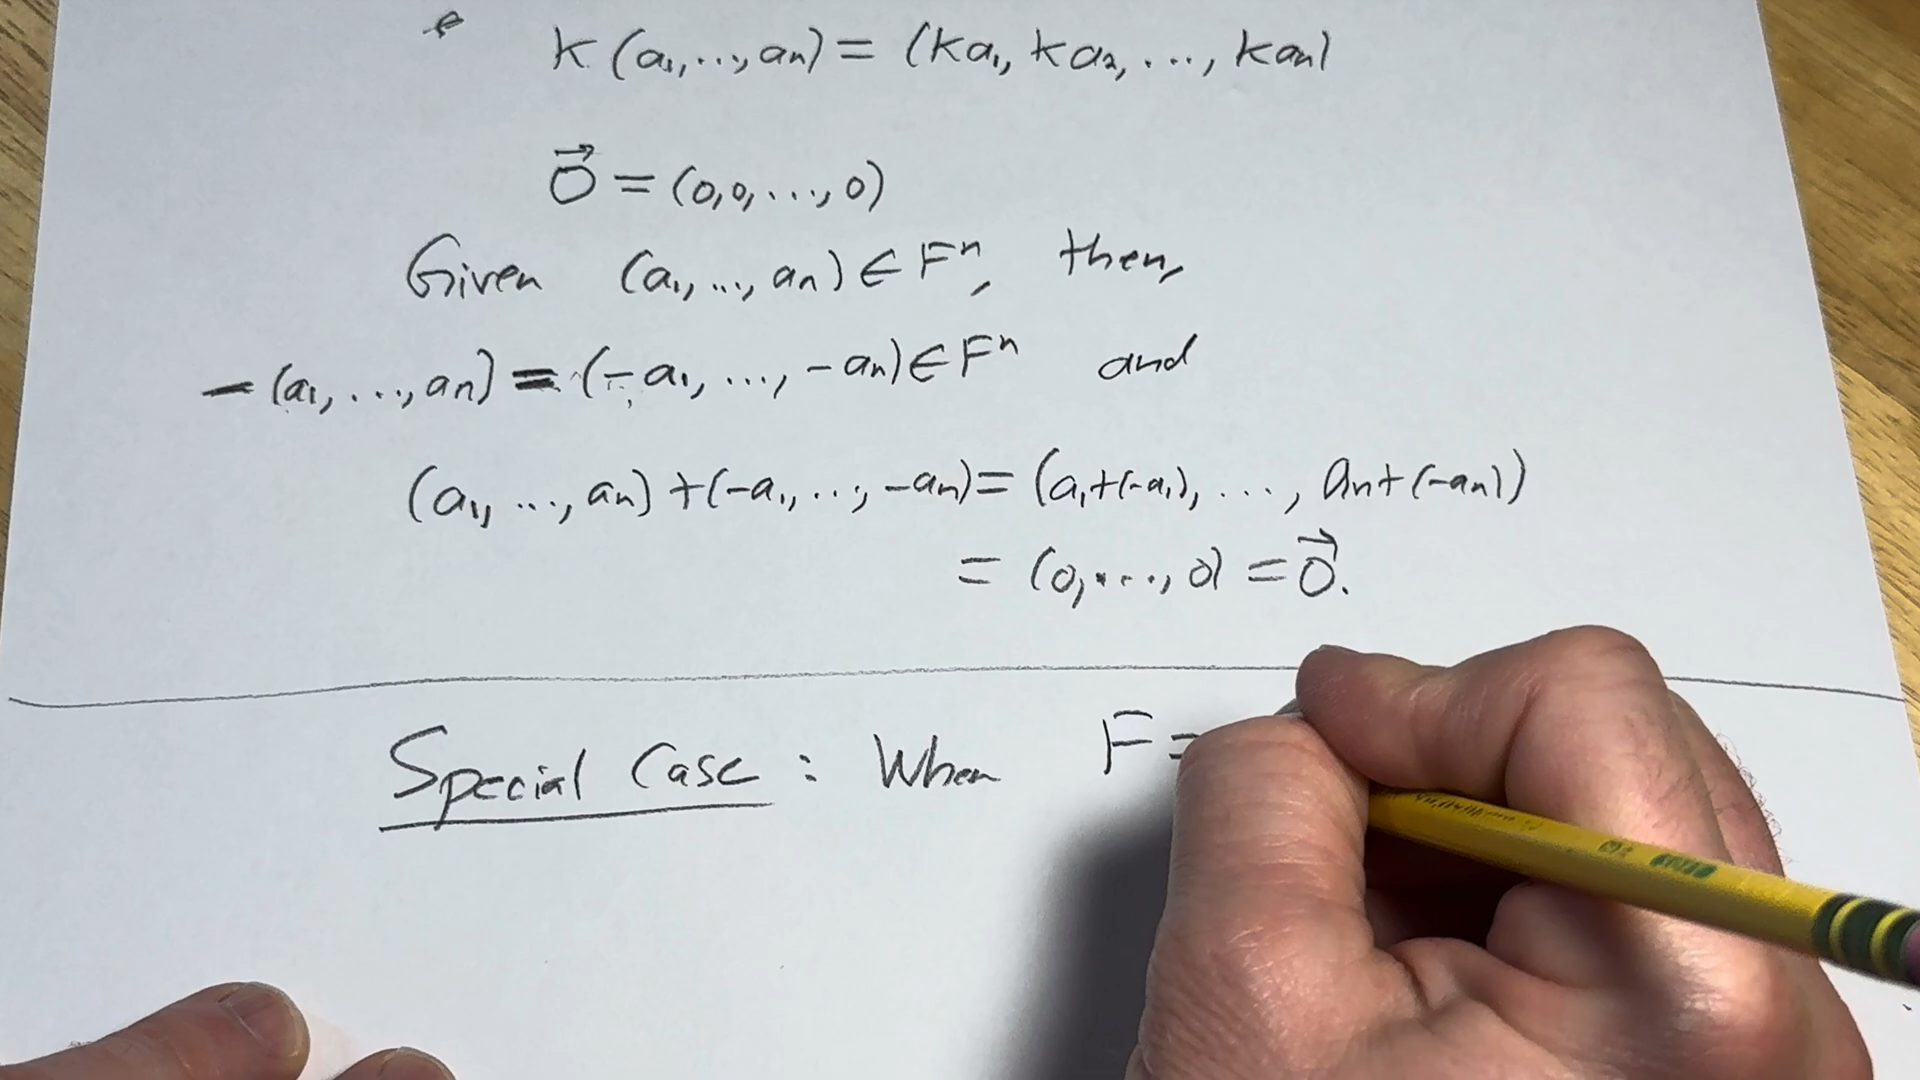 k(a₁,..,aₙ) = (ka₁, ka₂, ..., kaₙ)
0⃗ = (0,0,...,0)
Given (a₁,...,aₙ) ∈ Fⁿ, then,
-(a₁,...,aₙ) = (-a₁, ..., -aₙ) ∈ Fⁿ and
(a₁, ..., aₙ) + (-a₁, ..., -aₙ) = (a₁+(-a₁), ..., aₙ+(-aₙ))
= (0, ..., 0) = 0⃗.
Special Case : When F =